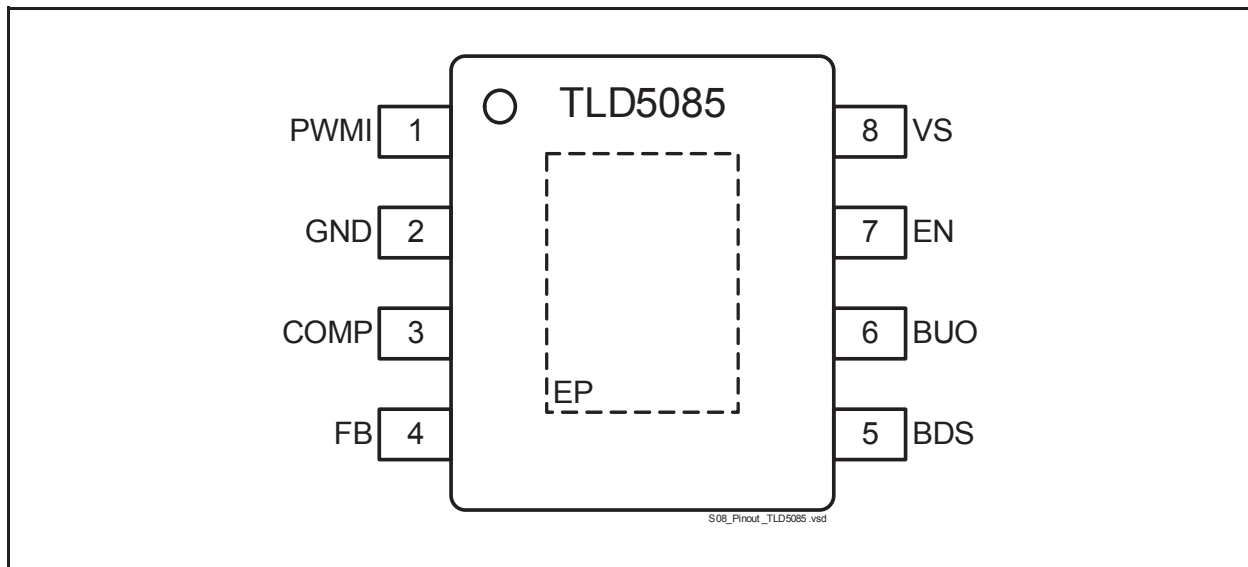 TLD5085
PWMI 1
8 VS
GND 2
7 EN
COMP 3
6 BUO
EP
FB 4
5 BDS
S08_Pinout_TLD5085.vsd